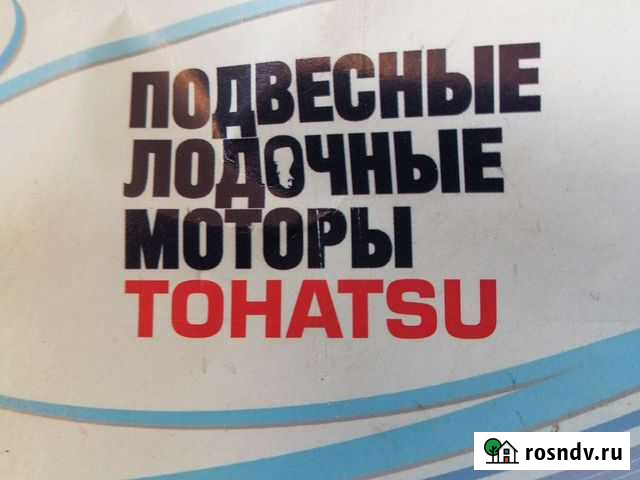 ПОДВЕСНЫЕ
ЛОДОЧНЫЕ
МОТОРЫ
TOHATSU
rosndv.ru